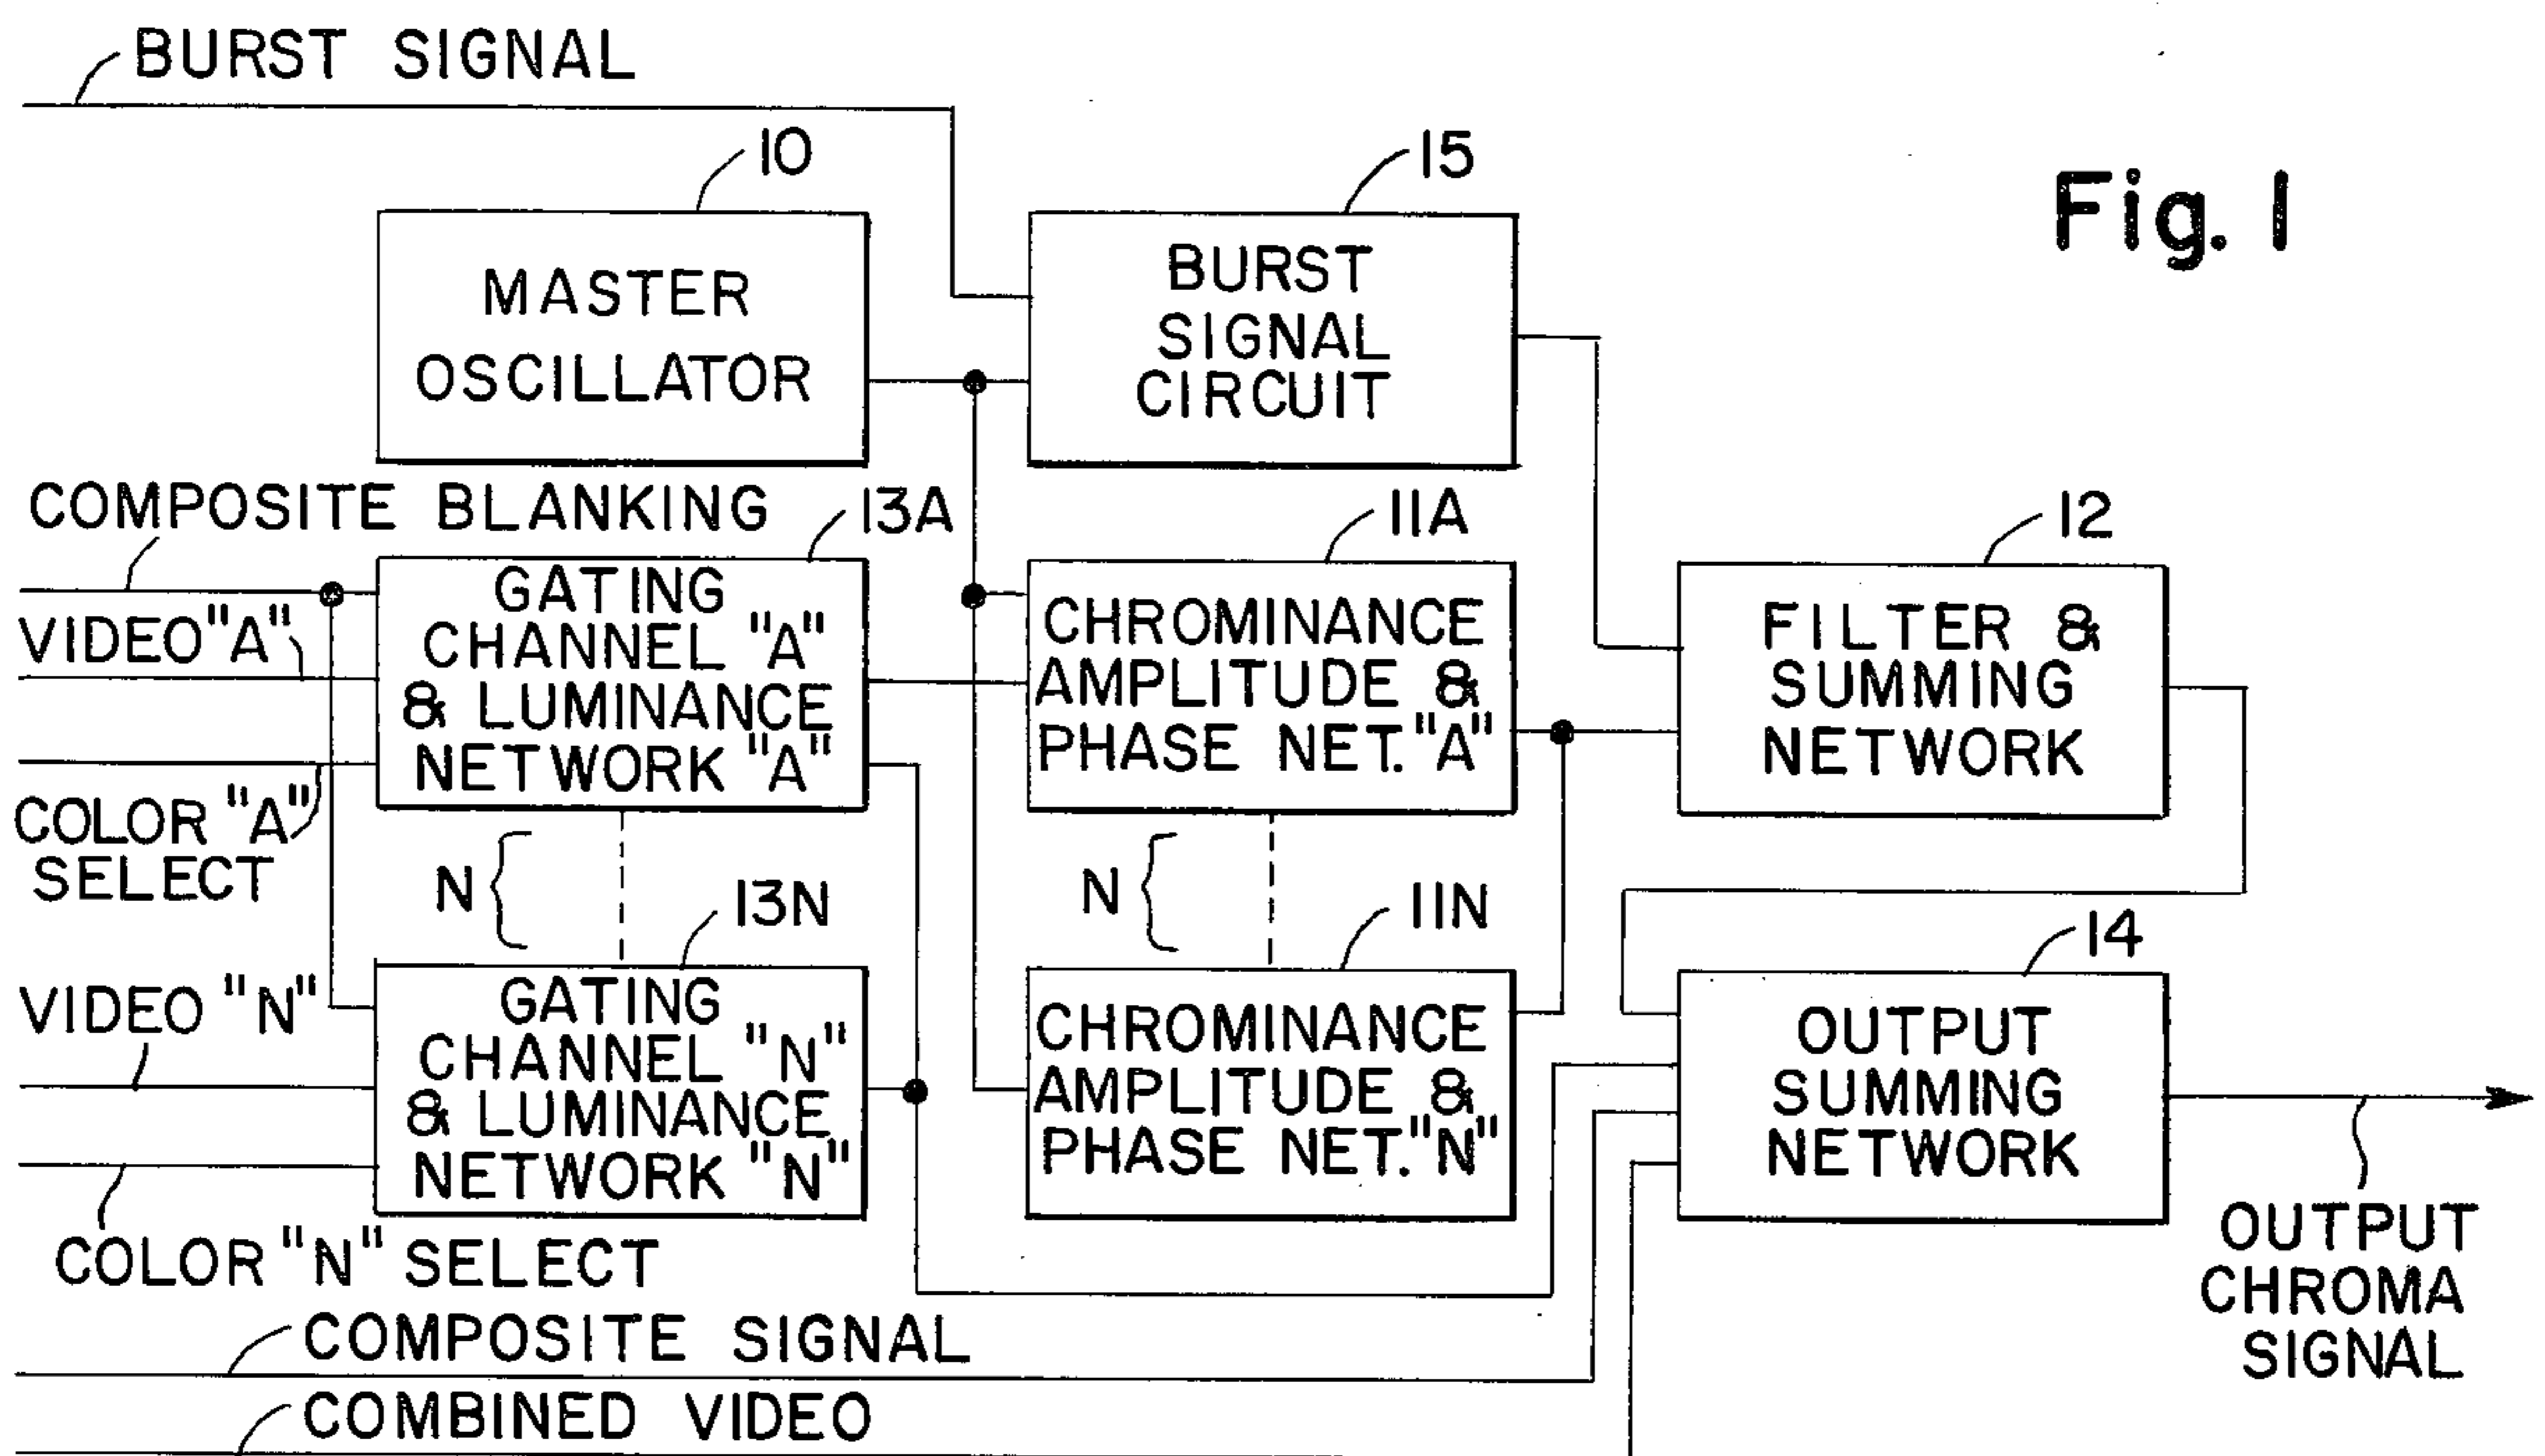 BURST SIGNAL
10
15
Fig. 1
MASTER
OSCILLATOR
BURST
SIGNAL
CIRCUIT
COMPOSITE BLANKING
13A
11A
12
VIDEO "A"
GATING
CHANNEL "A"
& LUMINANCE
NETWORK "A"
CHROMINANCE
AMPLITUDE &
PHASE NET. "A"
FILTER &
SUMMING
NETWORK
COLOR "A"
SELECT
N
13N
N
11N
14
VIDEO "N"
GATING
CHANNEL "N"
& LUMINANCE
NETWORK "N"
CHROMINANCE
AMPLITUDE &
PHASE NET. "N"
OUTPUT
SUMMING
NETWORK
COLOR "N" SELECT
OUTPUT
CHROMA
SIGNAL
COMPOSITE SIGNAL
COMBINED VIDEO